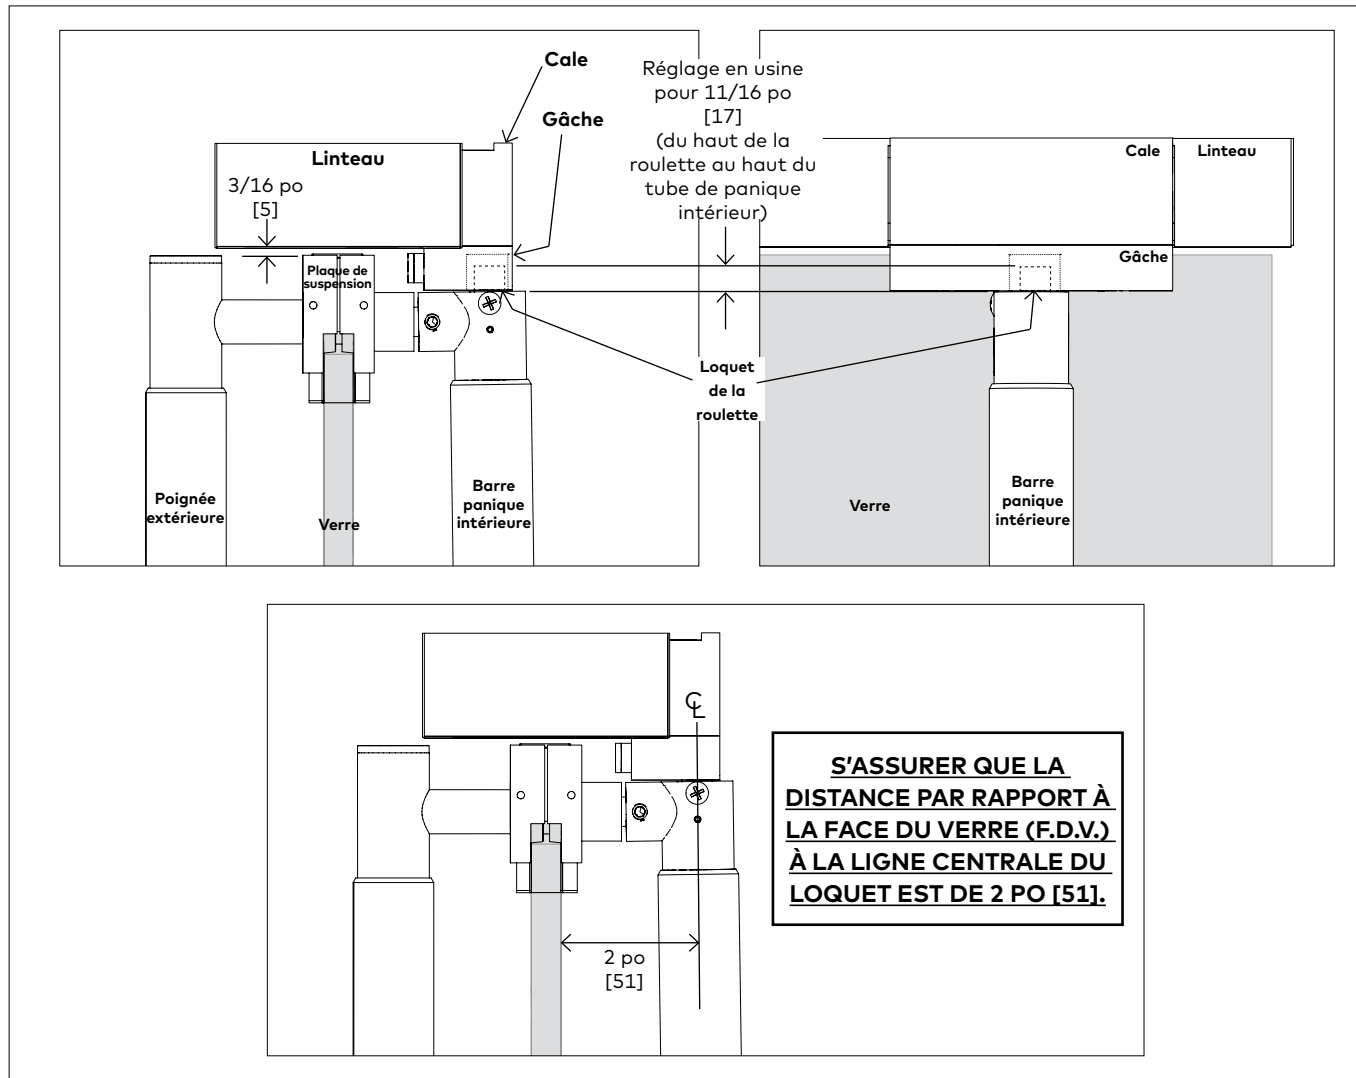 Cale
Gâche
Linteau
3/16 po
[5]
Plaque de
suspension
Poignée
extérieure
Verre
Barre
panique
intérieure
Réglage en usine
pour 11/16 po
[17]
(du haut de la
roulette au haut du
tube de panique
intérieur)
Loquet
de la
roulette
Cale
Linteau
Gâche
Verre
Barre
panique
intérieure
CL
2 po
[51]
S'ASSURER QUE LA
DISTANCE PAR RAPPORT À
LA FACE DU VERRE (F.D.V.)
À LA LIGNE CENTRALE DU
LOQUET EST DE 2 PO [51].